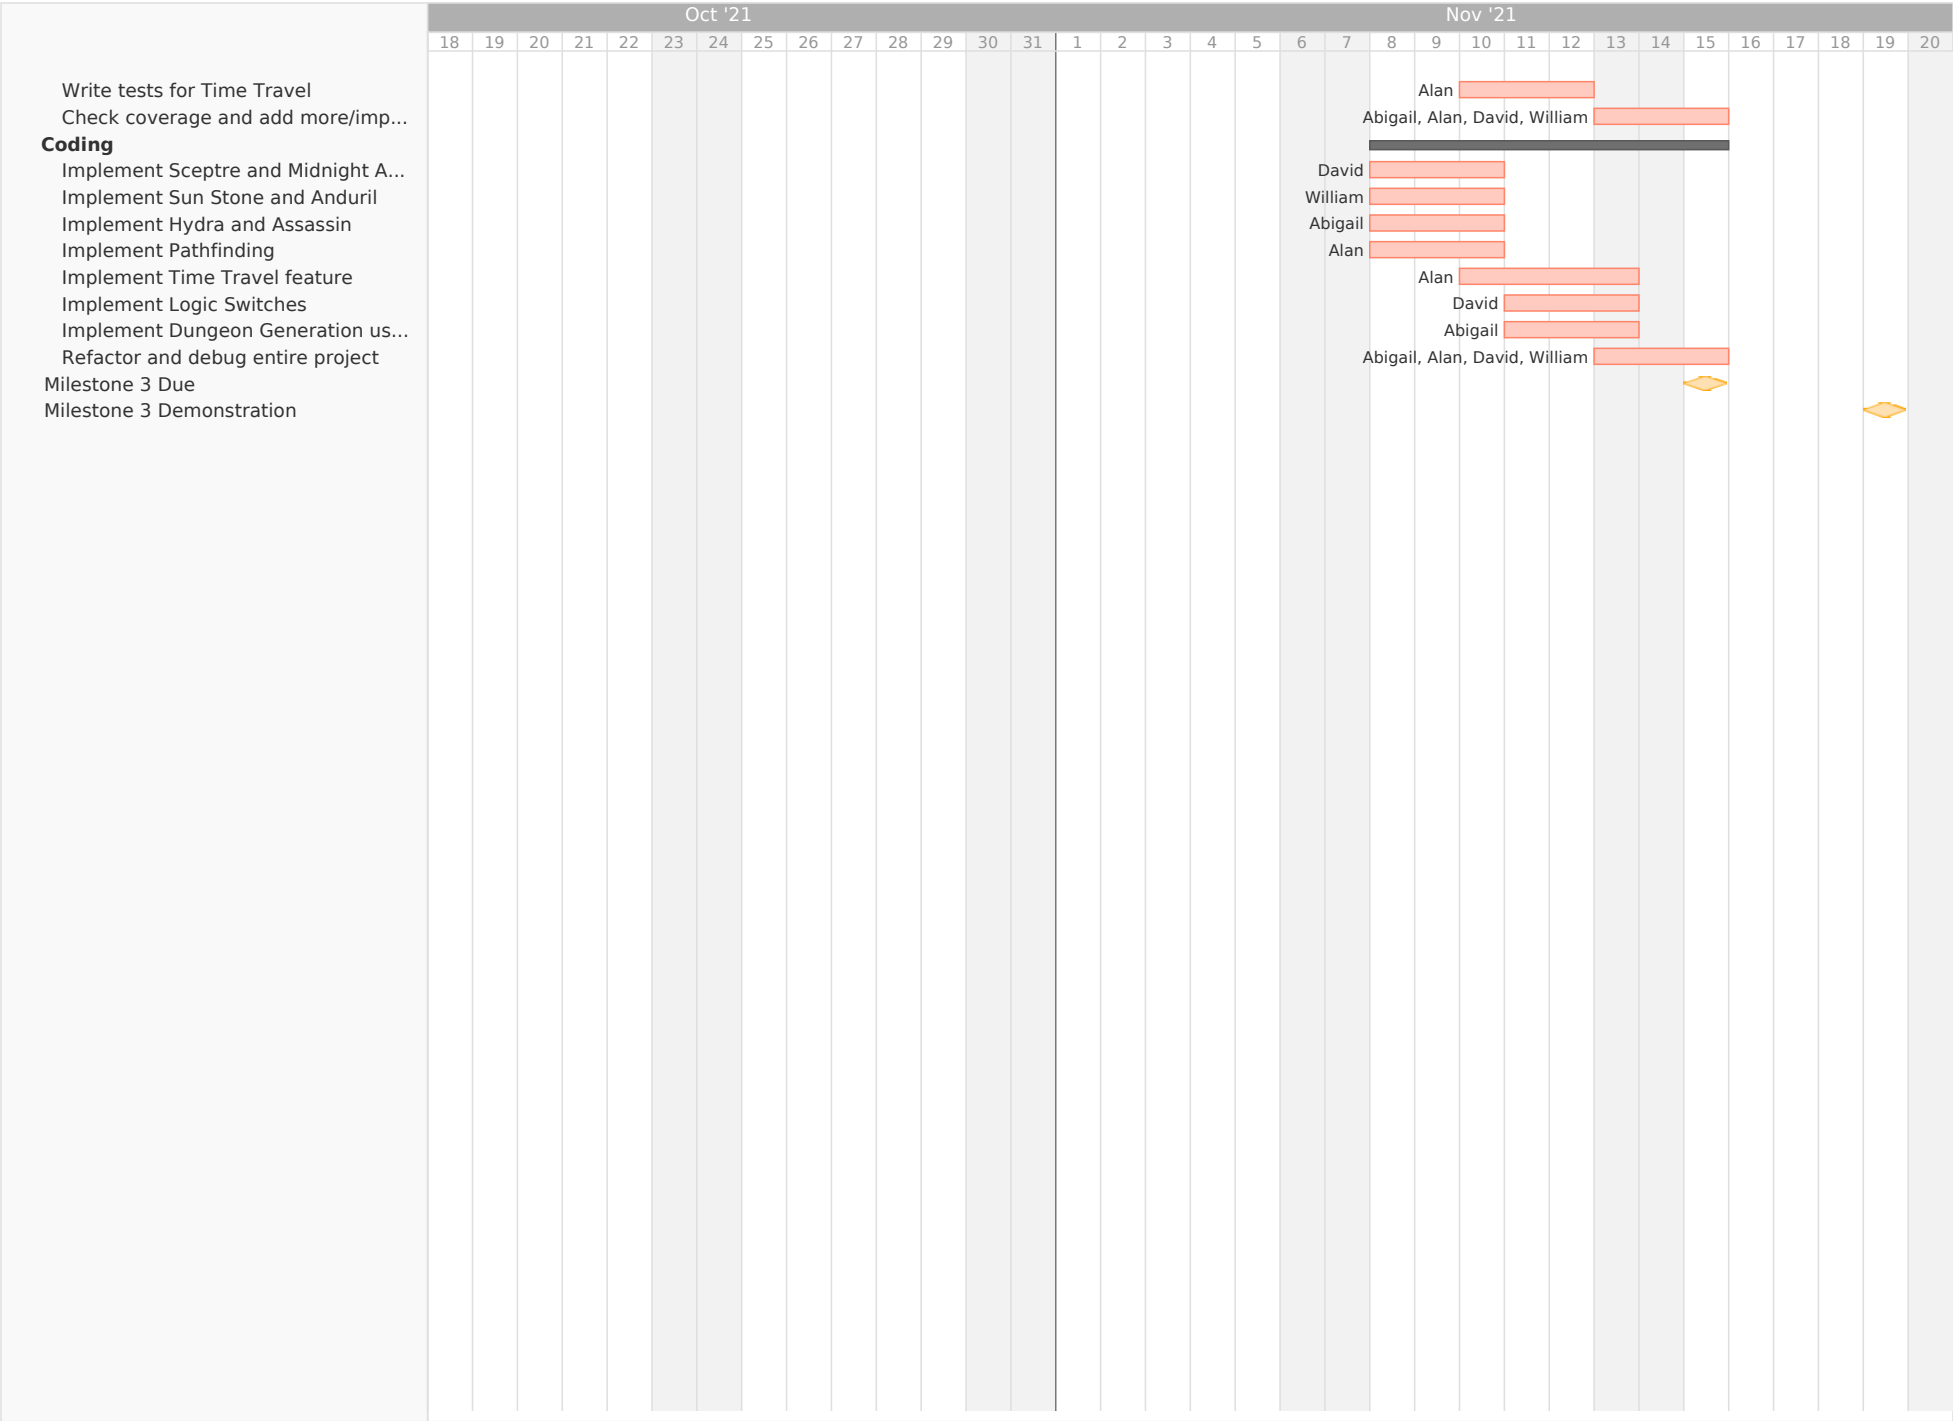 Oct '21 Nov '21
18 19 20 21 22 23 24 25 26 27 28 29 30 31 1 2 3 4 5 6 7 8 9 10 11 12 13 14 15 16 17 18 19 20
Write tests for Time Travel Alan
Check coverage and add more/imp... Abigail, Alan, David, William
Coding
Implement Sceptre and Midnight A... David
Implement Sun Stone and Anduril William
Implement Hydra and Assassin Abigail
Implement Pathfinding Alan
Implement Time Travel feature Alan
Implement Logic Switches David
Implement Dungeon Generation us... Abigail
Refactor and debug entire project Abigail, Alan, David, William
Milestone 3 Due
Milestone 3 Demonstration